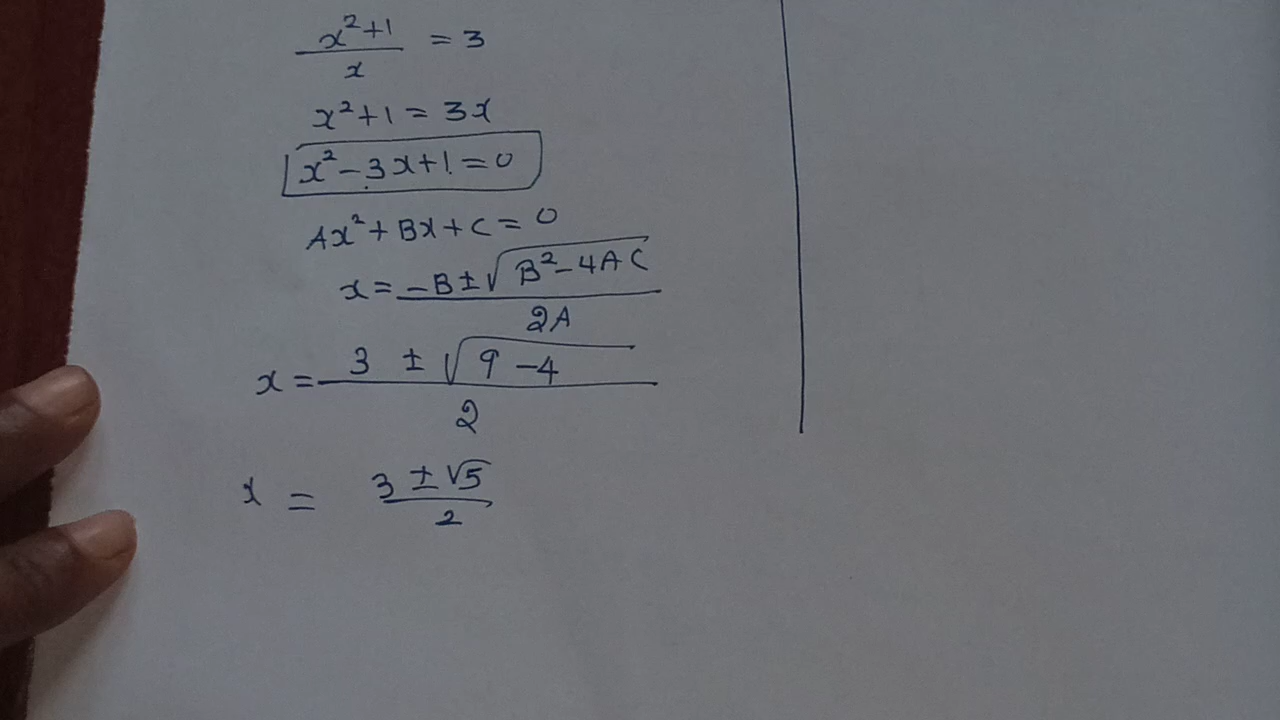 x²+1 / x = 3
x²+1 = 3x
x² - 3x + 1 = 0
Ax² + Bx + C = 0
x = -B ± √(B² - 4AC) / 2A
x = 3 ± √(9 - 4) / 2
x = 3 ± √5 / 2